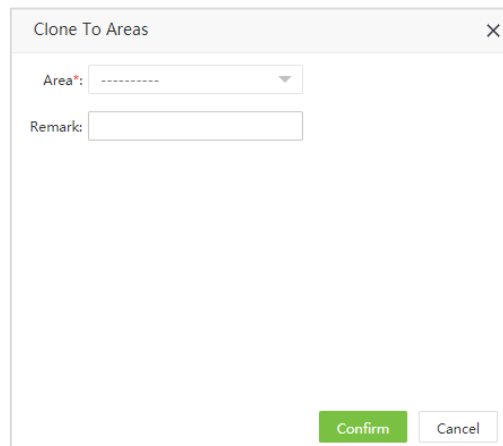 Clone To Areas
Area*: ----------
Remark:
Confirm Cancel